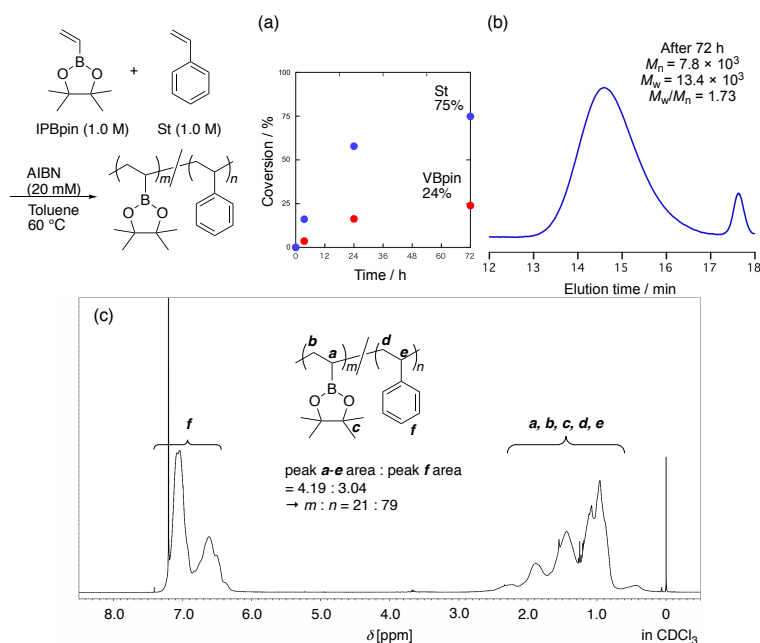 (a)
(b)
B
O
O
+
IPBpin (1.0 M)
St (1.0 M)
AIBN
(20 mM)
Toluene
60 °C
m
n
B
O
O
Coversion / %
100
75
50
25
0
St
75%
VBpin
24%
0 12 24 36 48 60 72
Time / h
After 72 h
Mn = 7.8 × 10³
Mw = 13.4 × 10³
Mw/Mn = 1.73
12 13 14 15 16 17 18
Elution time / min
(c)
b
a
m
d
e
n
B
O
O
c
f
f
a, b, c, d, e
peak a-e area : peak f area
= 4.19 : 3.04
→ m : n = 21 : 79
8.0 7.0 6.0 5.0 4.0 3.0 2.0 1.0 0
δ [ppm]
in CDCl₃